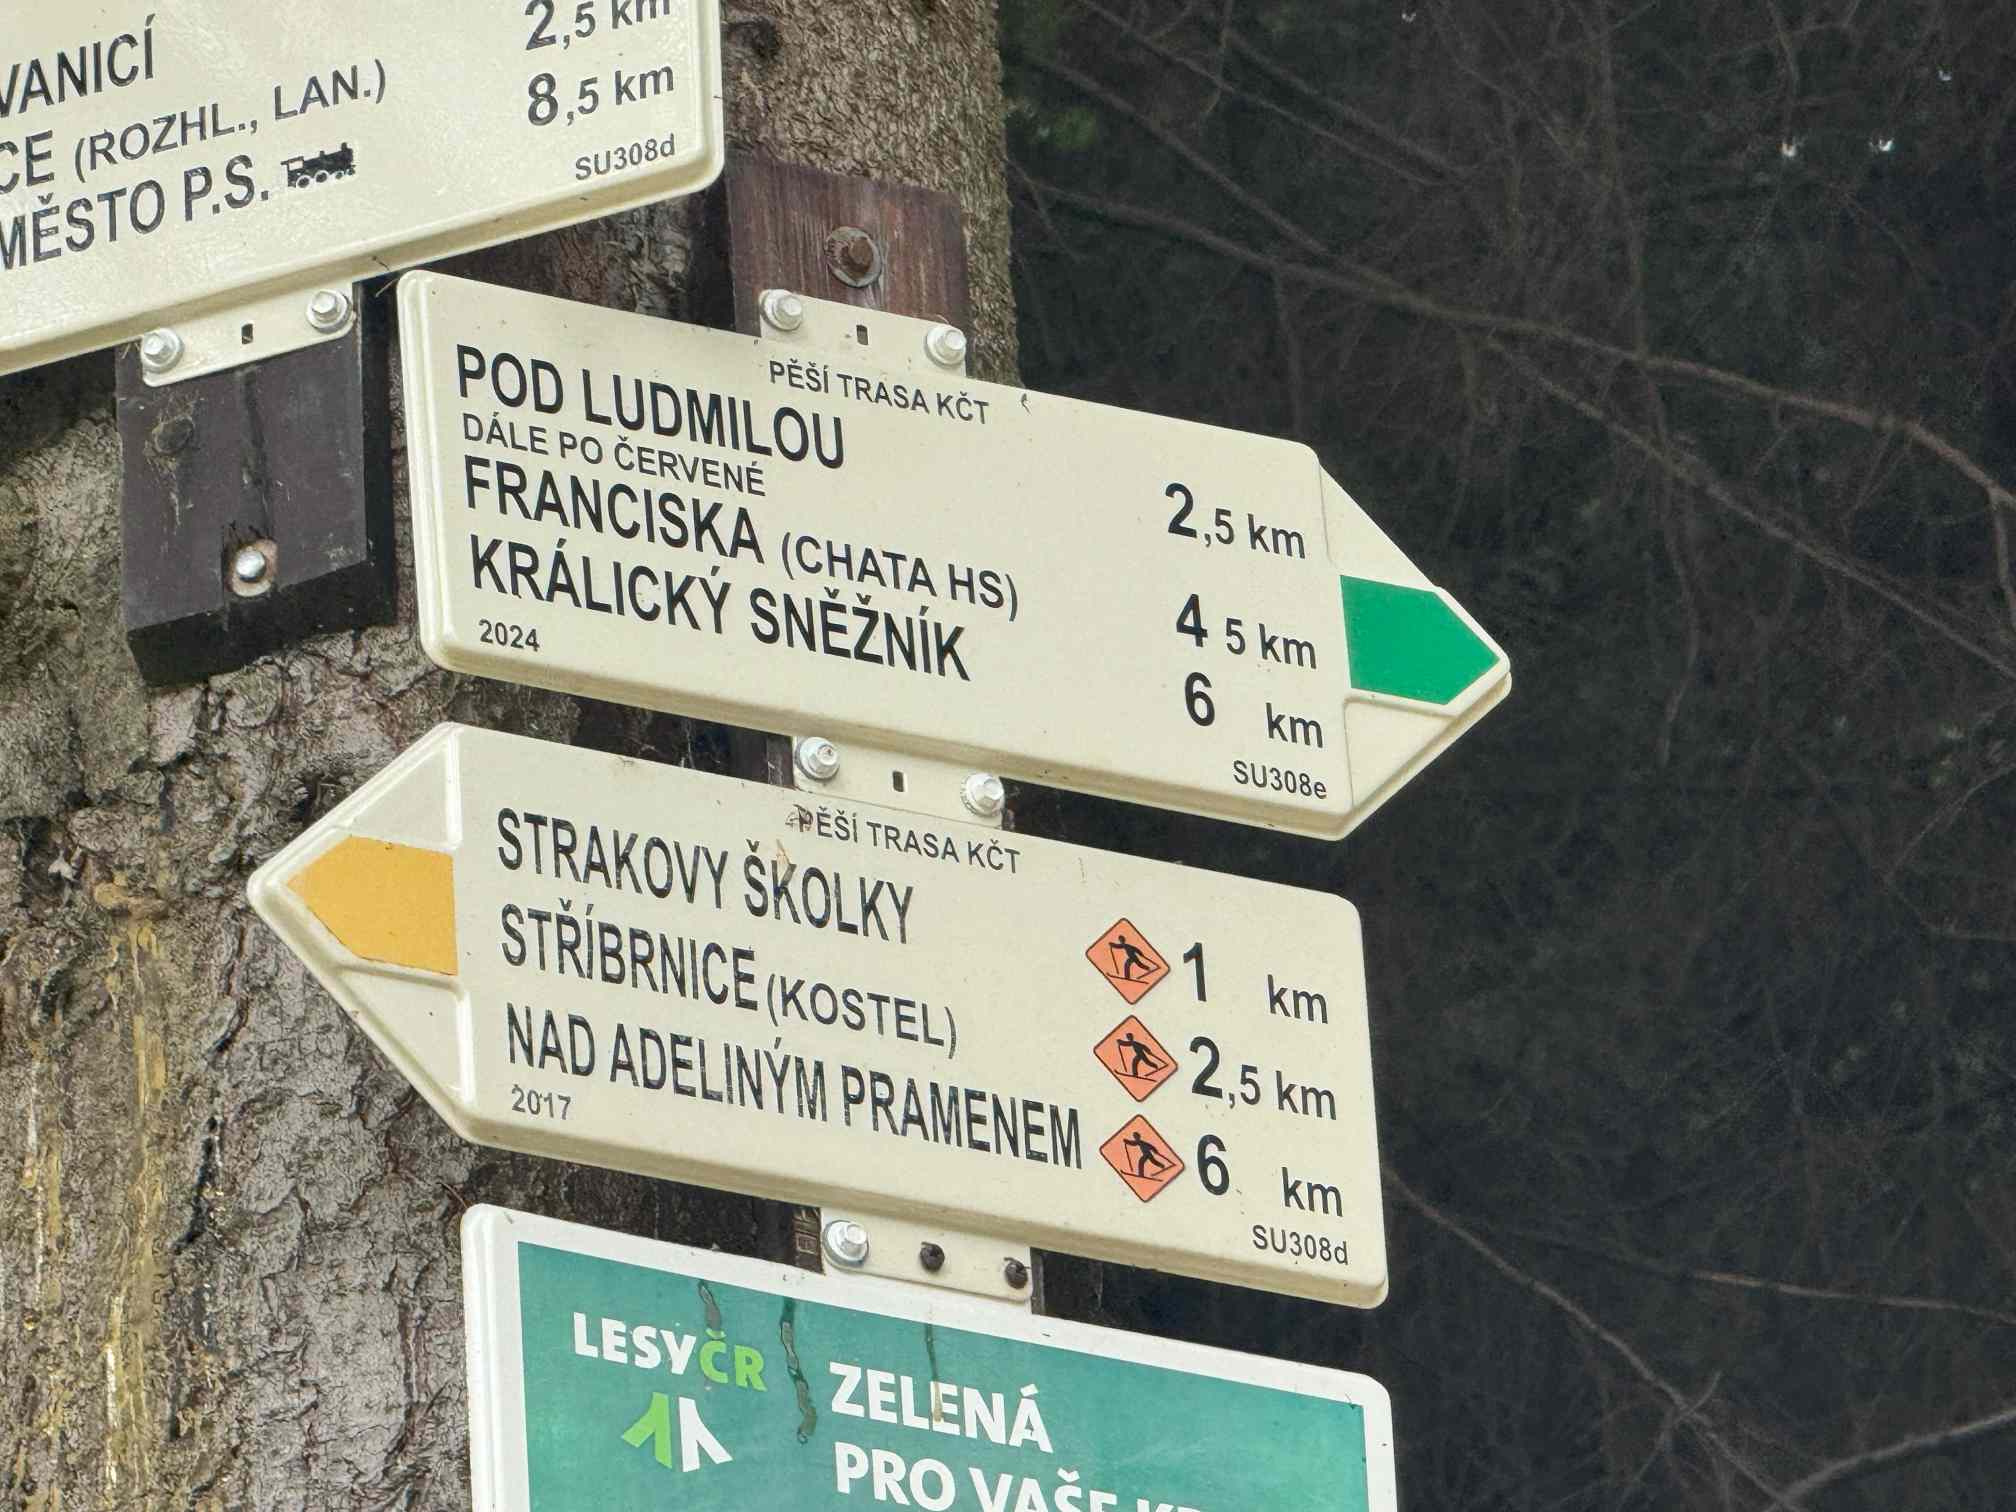 VANICÍ 2,5 km
CE (ROZHL., LAN.) 8,5 km
MĚSTO P.S.
SU308d
PĚŠÍ TRASA KČT
POD LUDMILOU 2,5 km
DÁLE PO ČERVENÉ
FRANCISKA (CHATA HS) 4 5 km
KRÁLICKÝ SNĚŽNÍK 6 km
2024 SU308e
PĚŠÍ TRASA KČT
STRAKOVY ŠKOLKY 1 km
STŘÍBRNICE (KOSTEL) 2,5 km
NAD ADELINÝM PRAMENEM 6 km
2017 SU308d
LESY ČR
ZELENÁ
PRO VAŠE